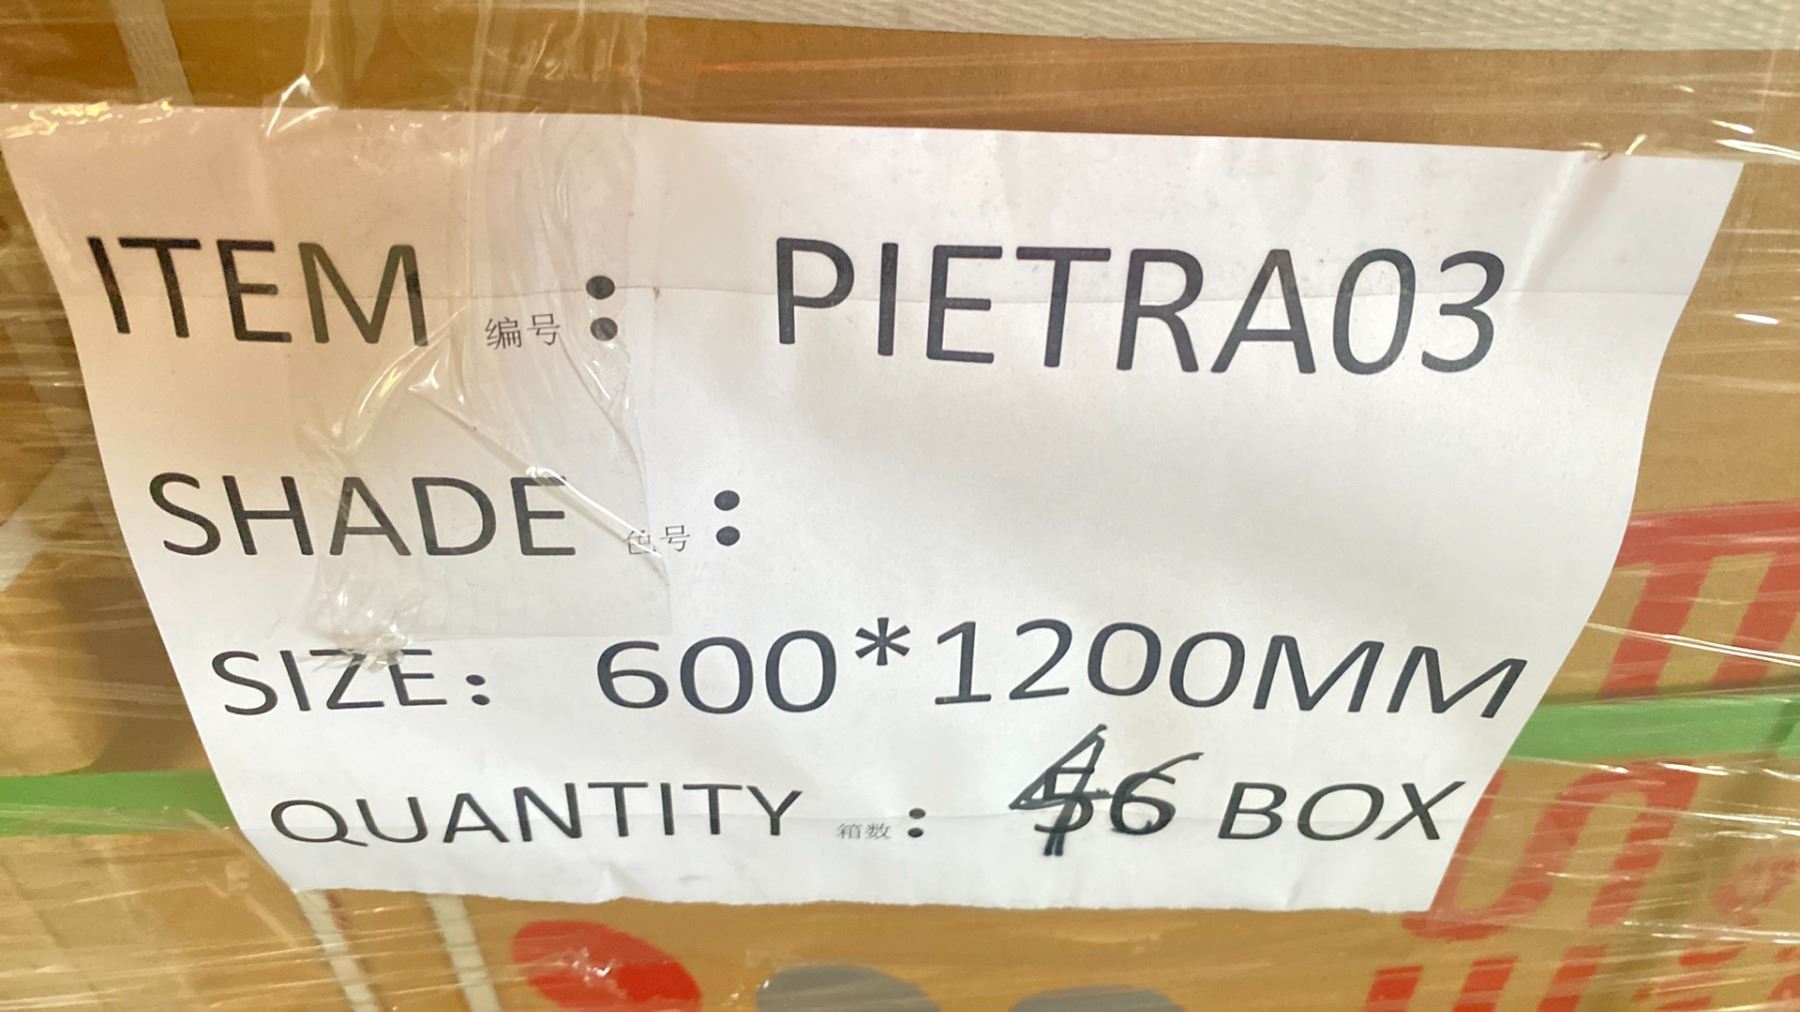 ITEM 编号： PIETRA03
SHADE 色号：
SIZE： 600*1200MM
QUANTITY 箱数： 46 BOX